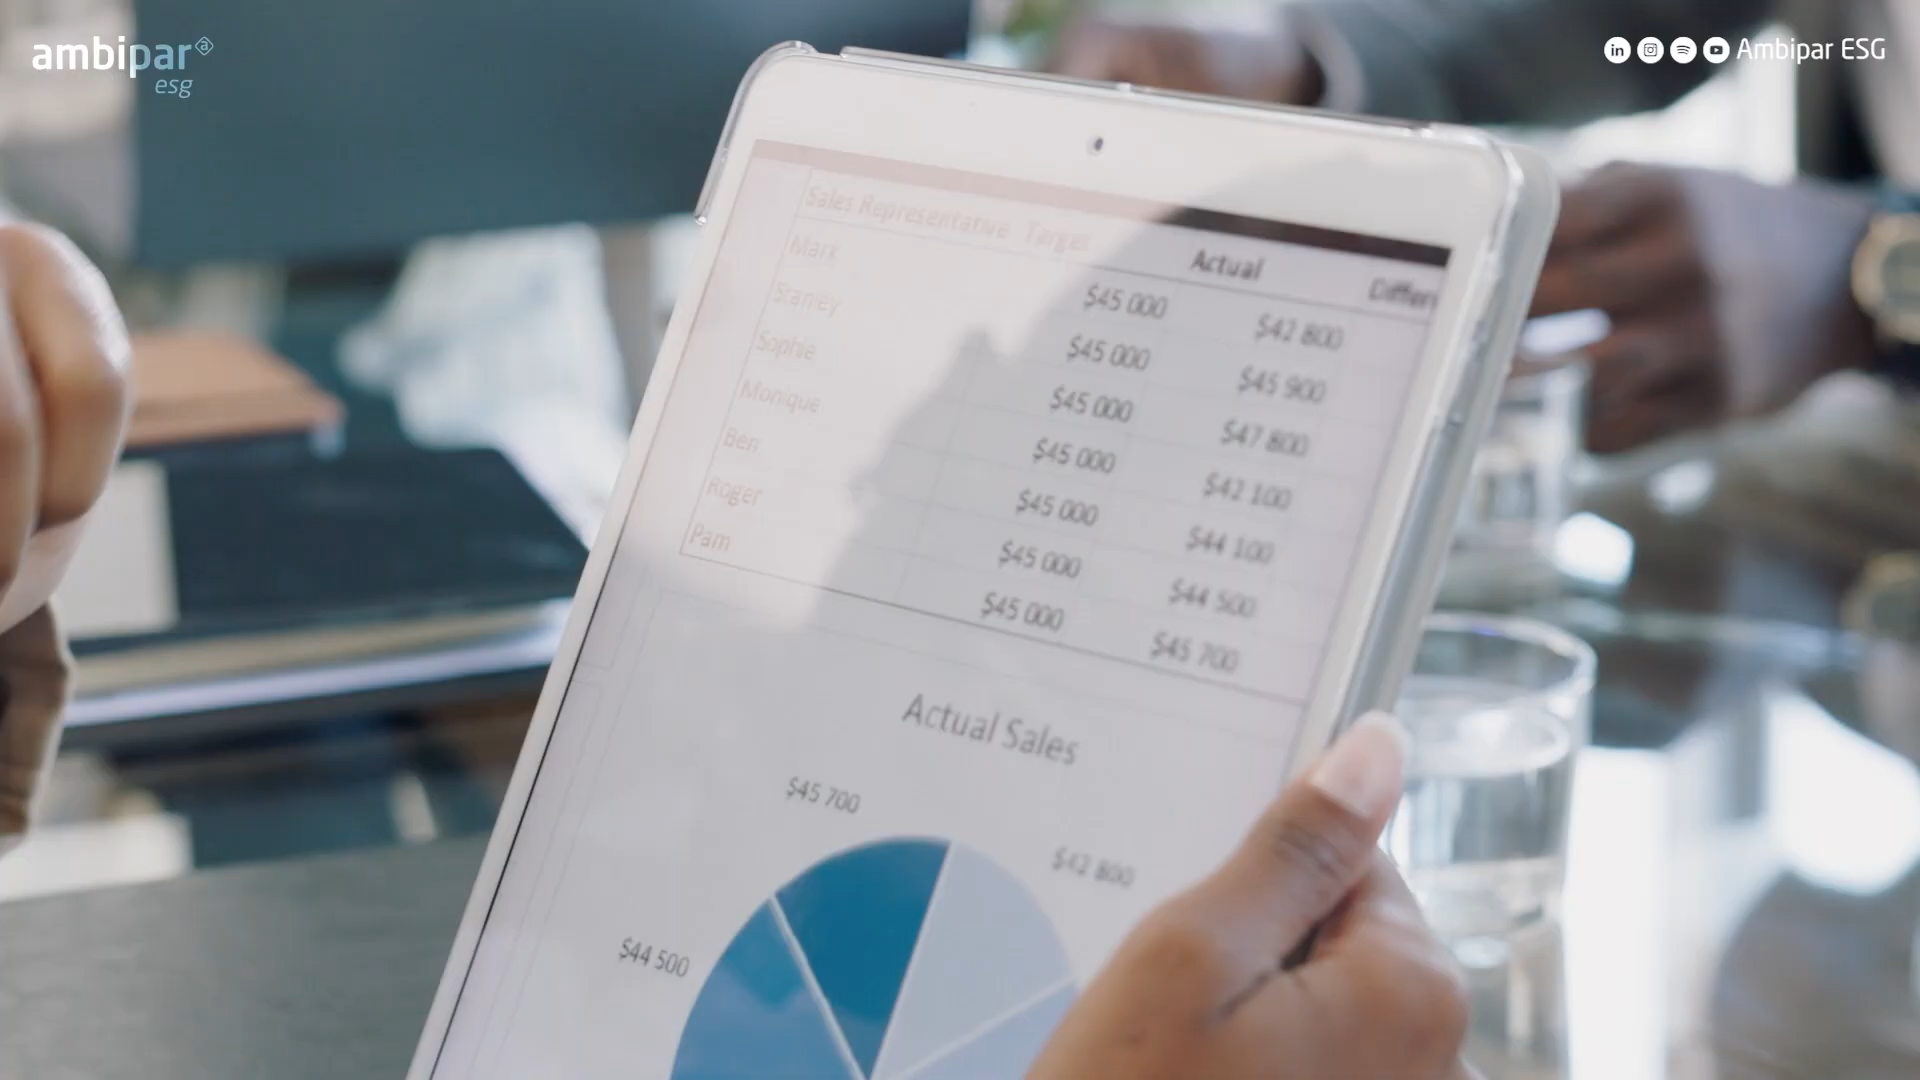 ambipar
esg
Ambipar ESG
Sales Representative Target Actual
Mark $45 000 $42 800
Stanley $45 000 $45 900
Sophie $45 000 $47 800
Monique $45 000 $42 100
Ben $45 000 $44 100
Roger $45 000 $44 500
Pam $45 000 $45 700
Actual Sales
$45 700
$42 800
$44 500